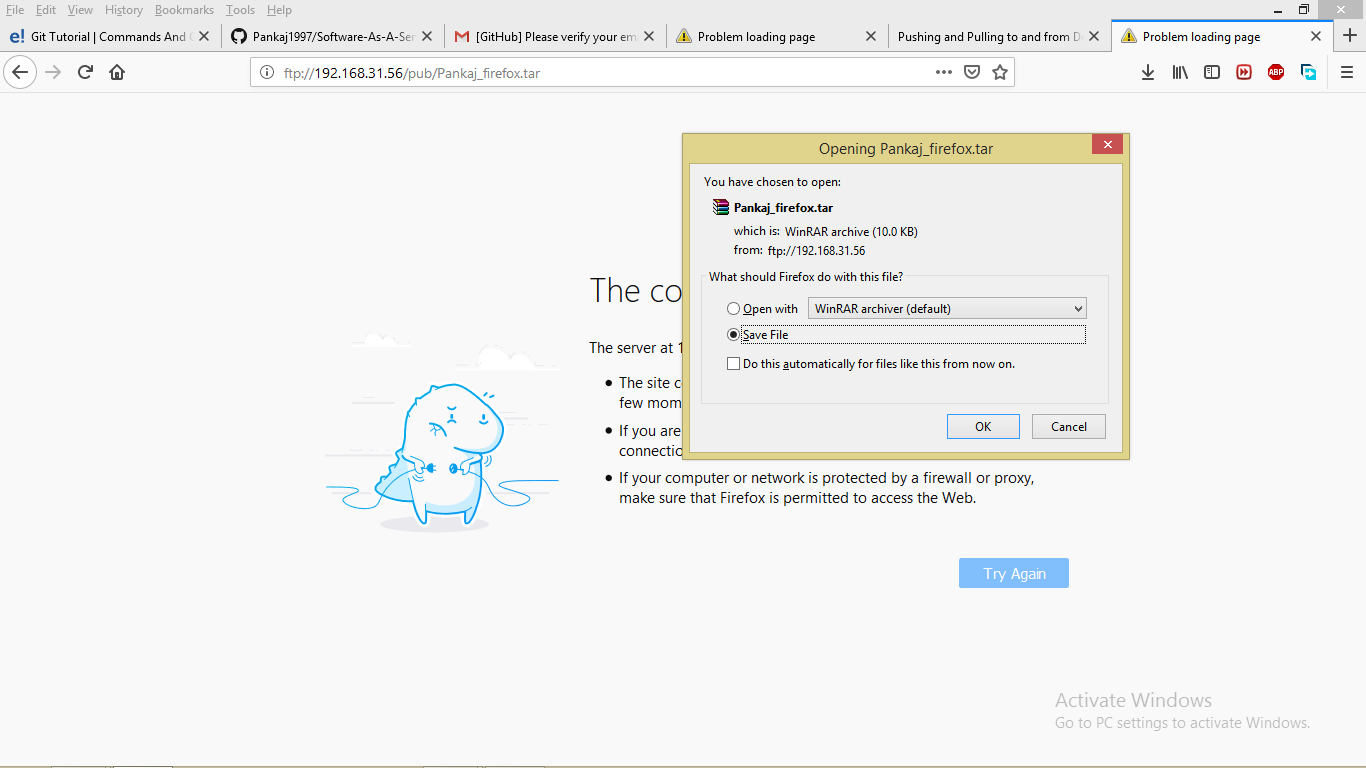 File Edit View History Bookmarks Tools Help
e! Git Tutorial | Commands And
Pankaj1997/Software-As-A-Ser
[GitHub] Please verify your em
Problem loading page
Pushing and Pulling to and from D
Problem loading page
ftp://192.168.31.56/pub/Pankaj_firefox.tar
ABP
Opening Pankaj_firefox.tar
You have chosen to open:
Pankaj_firefox.tar
which is: WinRAR archive (10.0 KB)
from: ftp://192.168.31.56
What should Firefox do with this file?
Open with WinRAR archiver (default)
Save File
Do this automatically for files like this from now on.
OK Cancel
The co
The server at 1
The site c
few mom
If you are
connectio
If your computer or network is protected by a firewall or proxy,
make sure that Firefox is permitted to access the Web.
Try Again
Activate Windows
Go to PC settings to activate Windows.